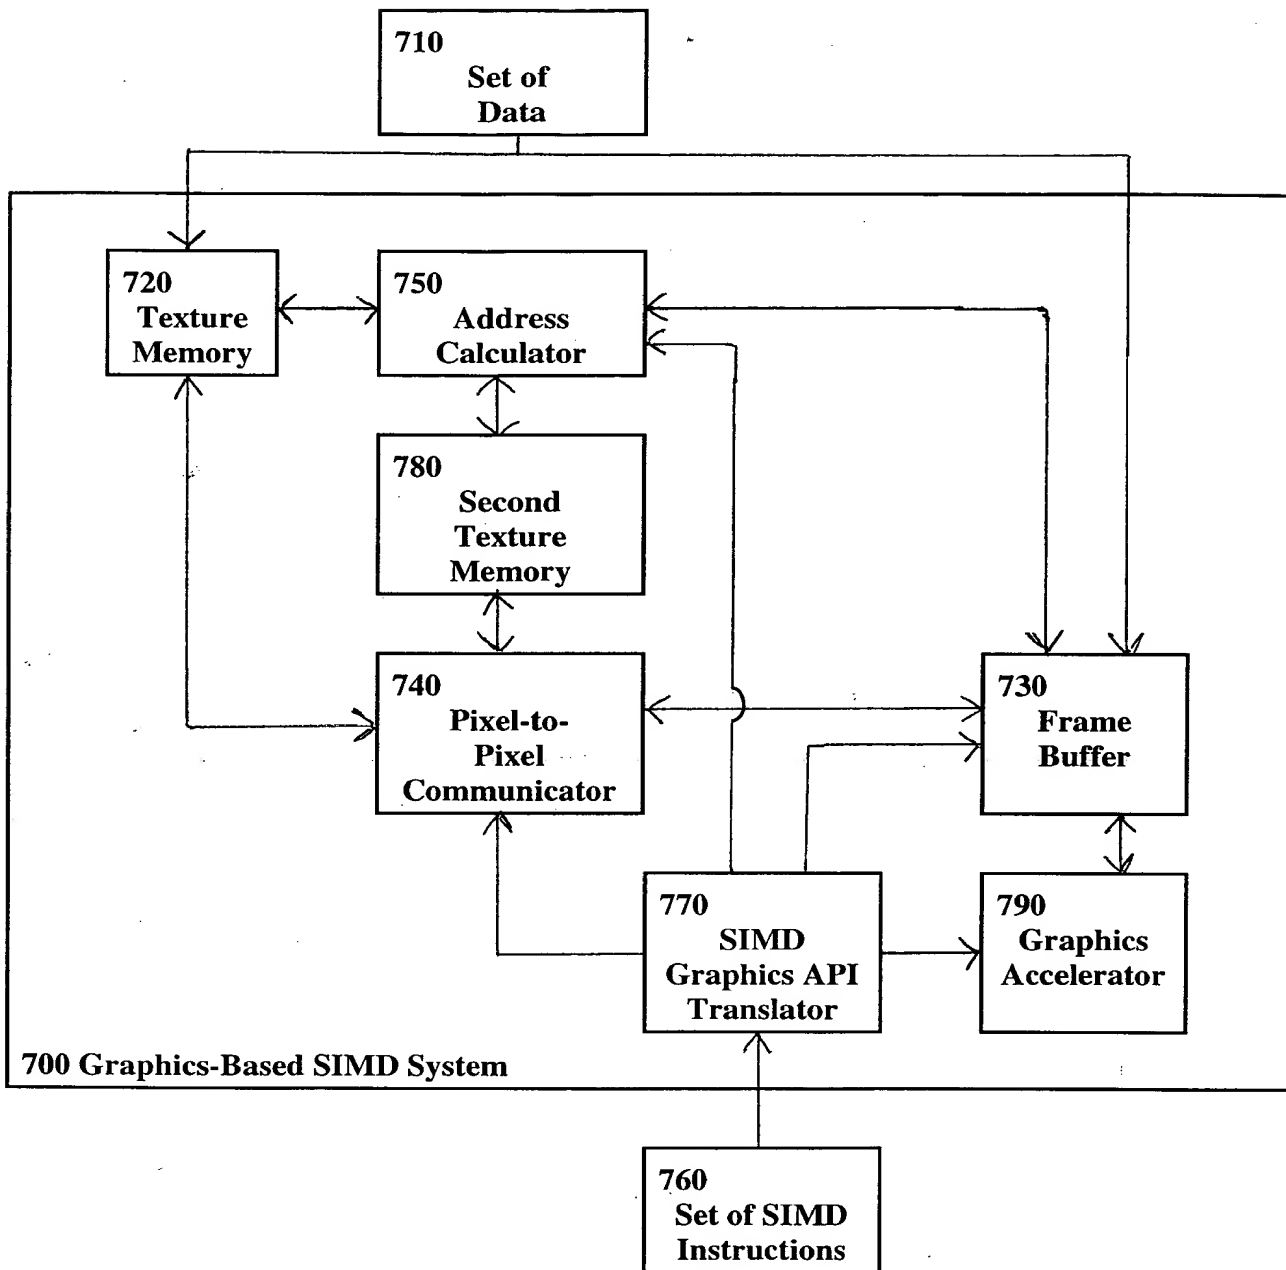 710
Set of
Data
720
Texture
Memory
750
Address
Calculator
780
Second
Texture
Memory
740
Pixel-to-
Pixel
Communicator
730
Frame
Buffer
770
SIMD
Graphics API
Translator
790
Graphics
Accelerator
700 Graphics-Based SIMD System
760
Set of SIMD
Instructions